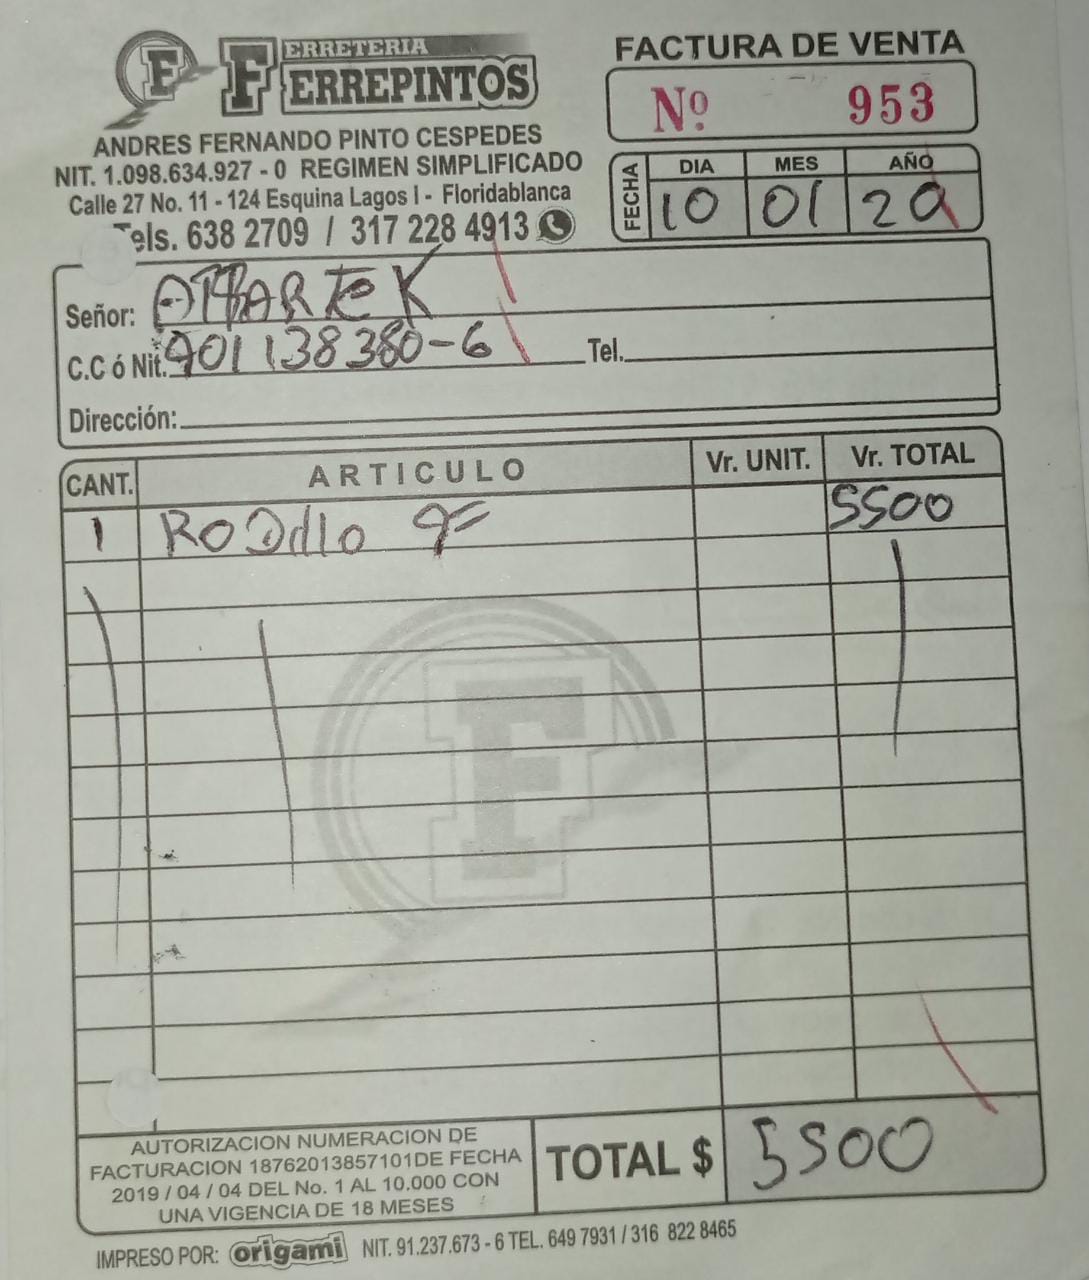 FERRETERIA
FERREPINTOS
ANDRES FERNANDO PINTO CESPEDES
NIT. 1.098.634.927 - 0 REGIMEN SIMPLIFICADO
Calle 27 No. 11 - 124 Esquina Lagos I - Floridablanca
Tels. 638 2709 / 317 228 4913
FACTURA DE VENTA
Nº 953
FECHA
DIA MES AÑO
10 01 20
Señor:
C.C ó Nit. 901138380-6 Tel.
Dirección:
CANT. ARTICULO Vr. UNIT. Vr. TOTAL
1 Rodillo 9" 5500
AUTORIZACION NUMERACION DE
FACTURACION 18762013857101DE FECHA
2019 / 04 / 04 DEL No. 1 AL 10.000 CON
UNA VIGENCIA DE 18 MESES
TOTAL $ 5500
IMPRESO POR: origami NIT. 91.237.673 - 6 TEL. 649 7931 / 316 822 8465